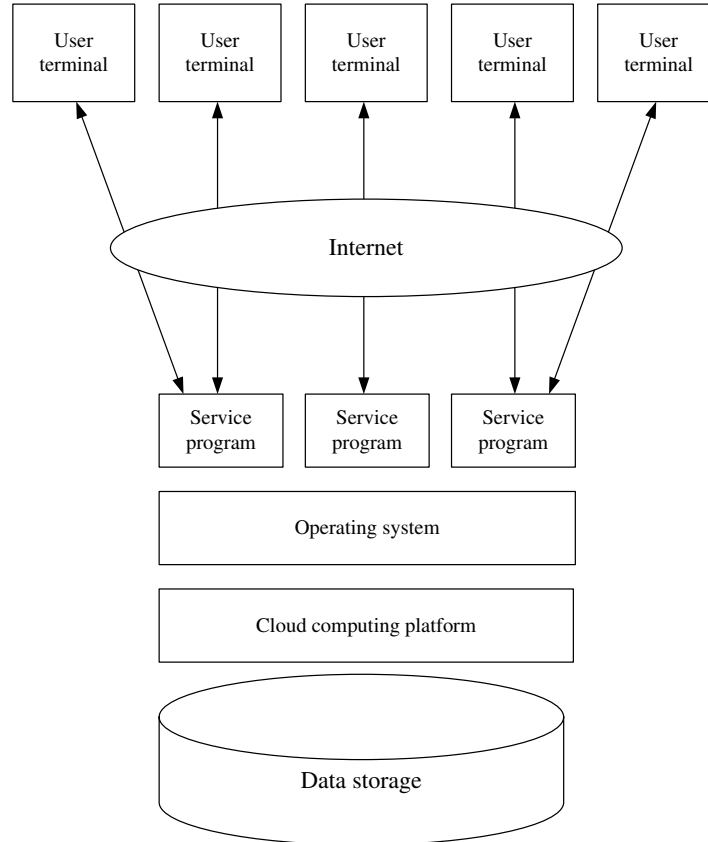 User
terminal
User
terminal
User
terminal
User
terminal
User
terminal
Internet
Service
program
Service
program
Service
program
Operating system
Cloud computing platform
Data storage